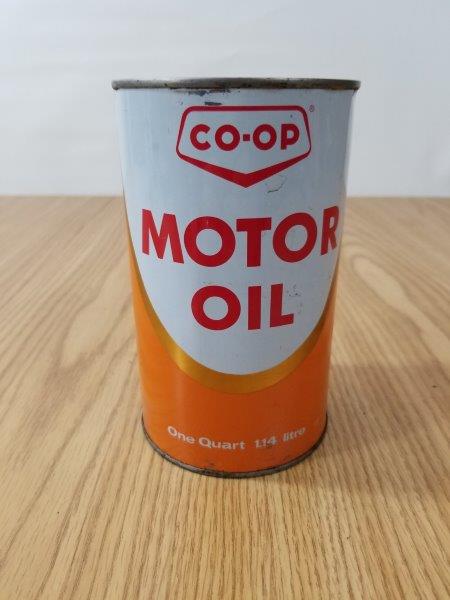 CO-OP®
MOTOR
OIL
One Quart 1.14 litre